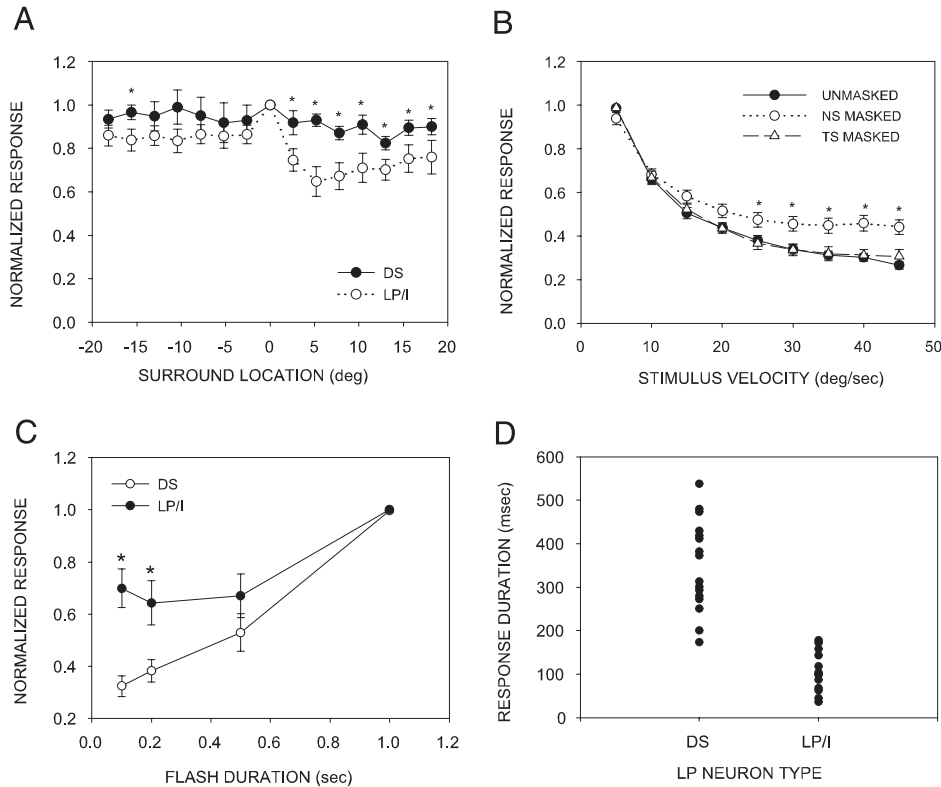 A
NORMALIZED RESPONSE
1.2
1.0
0.8
0.6
0.4
0.2
0.0
* * * * * * *
DS
LP/I
-20 -15 -10 -5 0 5 10 15 20
SURROUND LOCATION (deg)
B
NORMALIZED RESPONSE
1.2
1.0
0.8
0.6
0.4
0.2
0.0
UNMASKED
NS MASKED
TS MASKED
* * * * *
0 10 20 30 40 50
STIMULUS VELOCITY (deg/sec)
C
NORMALIZED RESPONSE
1.2
1.0
0.8
0.6
0.4
0.2
DS
LP/I
* *
0.0 0.2 0.4 0.6 0.8 1.0 1.2
FLASH DURATION (sec)
D
RESPONSE DURATION (msec)
600
500
400
300
200
100
0
DS LP/I
LP NEURON TYPE